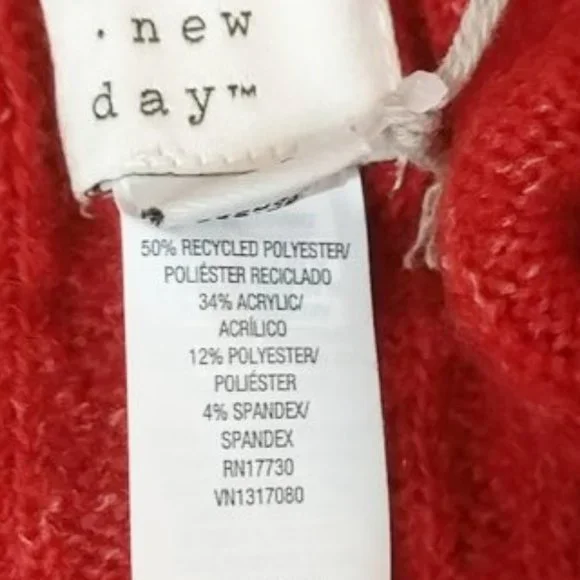 · new
day™
50% RECYCLED POLYESTER/
POLIÉSTER RECICLADO
34% ACRYLIC/
ACRÍLICO
12% POLYESTER/
POLIÉSTER
4% SPANDEX/
SPANDEX
RN17730
VN1317080